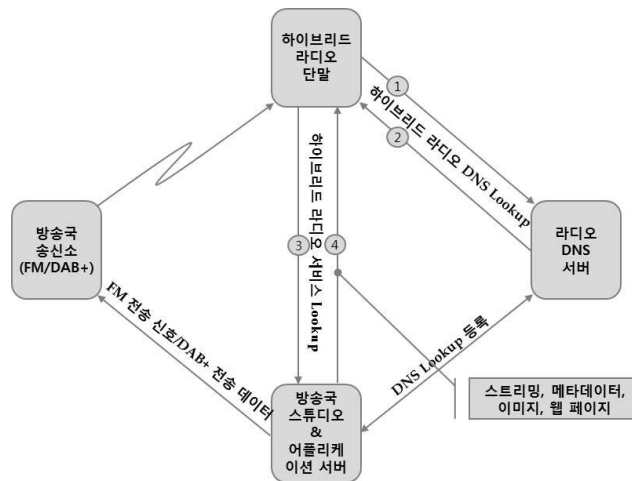 하이브리드
라디오
단말
1
하이브리드 라디오 DNS Lookup
2
방송국
송신소
(FM/DAB+)
하이브리드 라디오 서비스 Lookup
3
4
라디오
DNS
서버
FM 전송 신호/DAB+ 전송 데이터
DNS Lookup 등록
방송국
스튜디오
&
어플리케
이션 서버
스트리밍, 메타데이터,
이미지, 웹 페이지